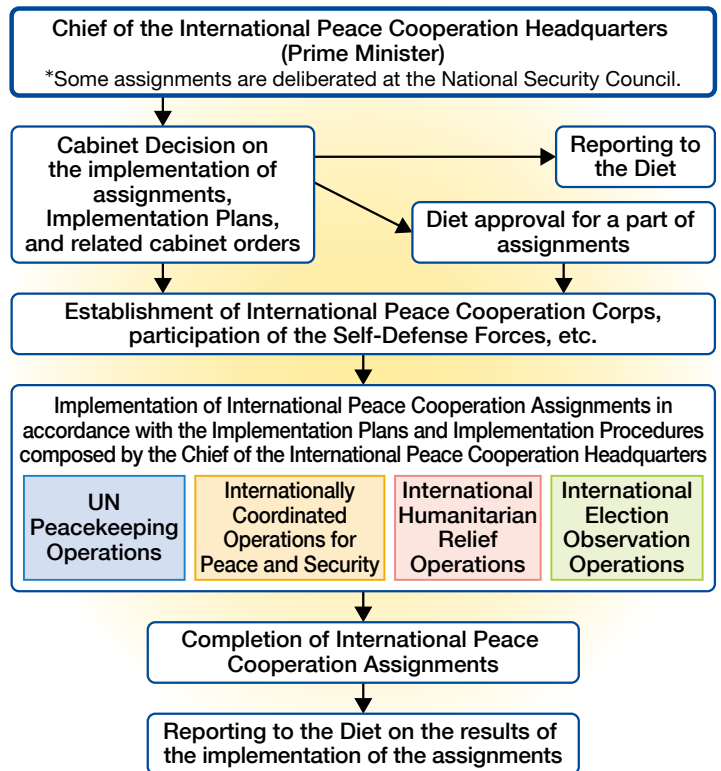 Chief of the International Peace Cooperation Headquarters
(Prime Minister)
*Some assignments are deliberated at the National Security Council.
Cabinet Decision on
the implementation of
assignments,
Implementation Plans,
and related cabinet orders
Reporting to
the Diet
Diet approval for a part of
assignments
Establishment of International Peace Cooperation Corps,
participation of the Self-Defense Forces, etc.
Implementation of International Peace Cooperation Assignments in
accordance with the Implementation Plans and Implementation Procedures
composed by the Chief of the International Peace Cooperation Headquarters
UN
Peacekeeping
Operations
Internationally
Coordinated
Operations for
Peace and Security
International
Humanitarian
Relief
Operations
International
Election
Observation
Operations
Completion of International Peace
Cooperation Assignments
Reporting to the Diet on the results of
the implementation of the assignments